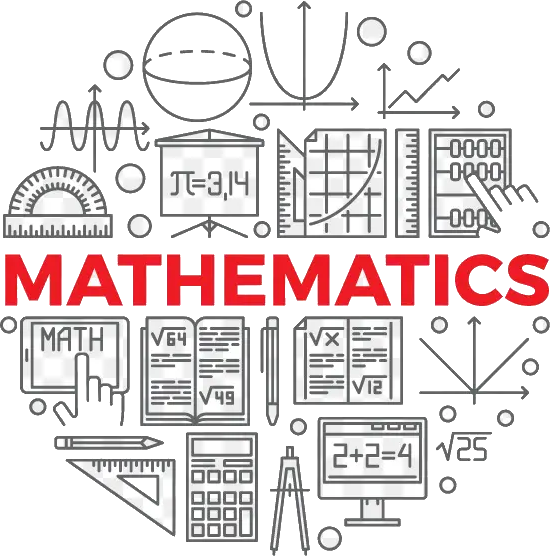 π=3,14
MATHEMATICS
MATH
√64
√49
√x
√12
2+2=4
√25